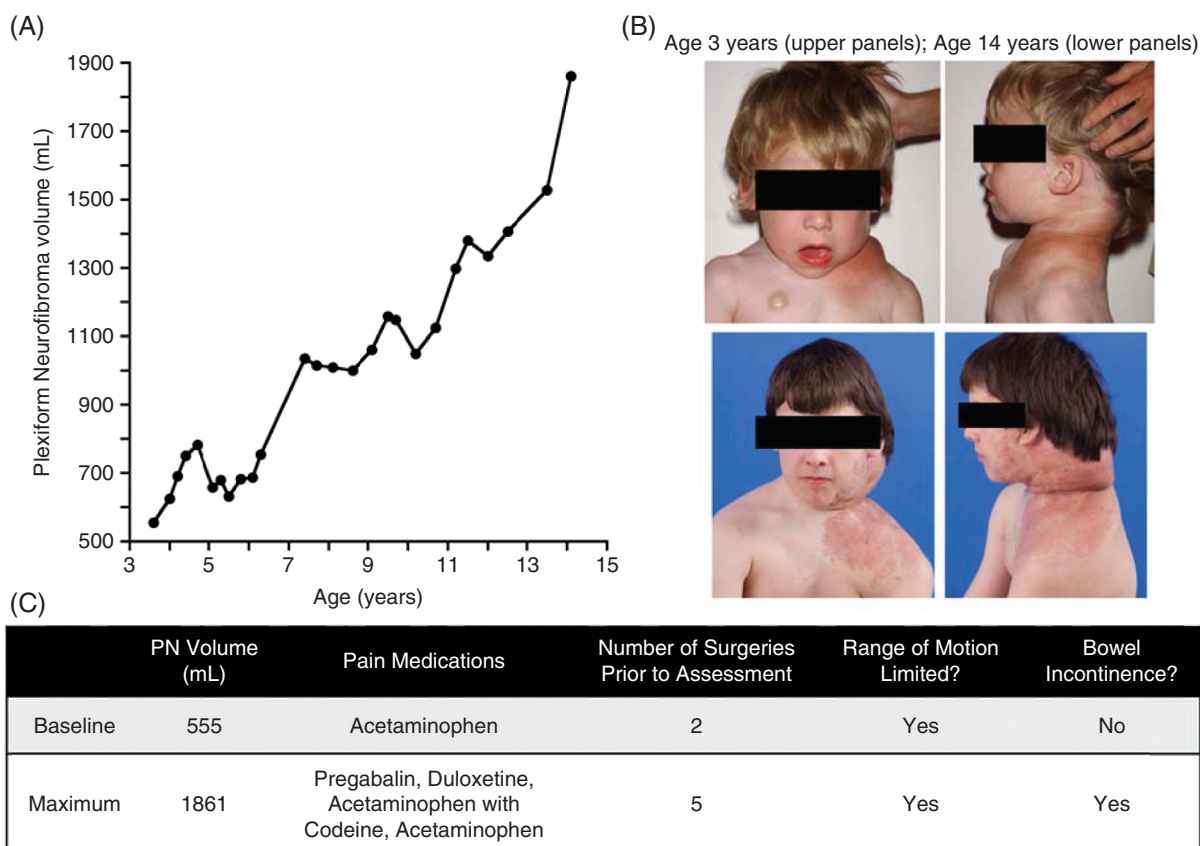 (A)
Plexiform Neurofibroma volume (mL)
1900
1700
1500
1300
1100
900
700
500
3 5 7 9 11 13 15
Age (years)
(B)
Age 3 years (upper panels); Age 14 years (lower panels)
(C)
PN Volume (mL) Pain Medications Number of Surgeries Prior to Assessment Range of Motion Limited? Bowel Incontinence?
Baseline 555 Acetaminophen 2 Yes No
Maximum 1861 Pregabalin, Duloxetine, Acetaminophen with Codeine, Acetaminophen 5 Yes Yes